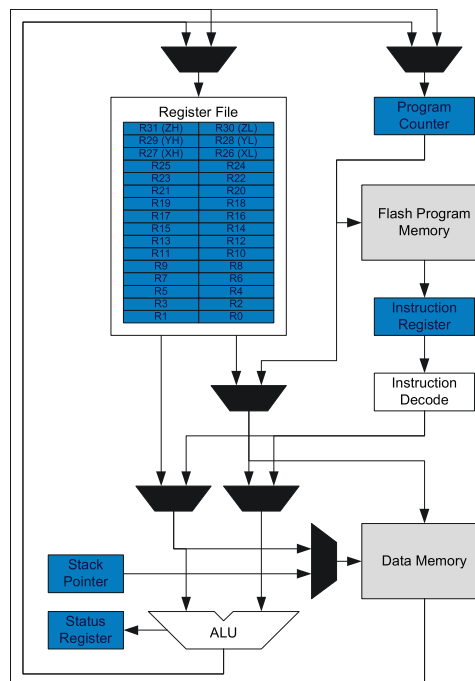 Register File
R31 (ZH) R30 (ZL)
R29 (YH) R28 (YL)
R27 (XH) R26 (XL)
R25 R24
R23 R22
R21 R20
R19 R18
R17 R16
R15 R14
R13 R12
R11 R10
R9 R8
R7 R6
R5 R4
R3 R2
R1 R0
Program
Counter
Flash Program
Memory
Instruction
Register
Instruction
Decode
Data Memory
Stack
Pointer
Status
Register
ALU